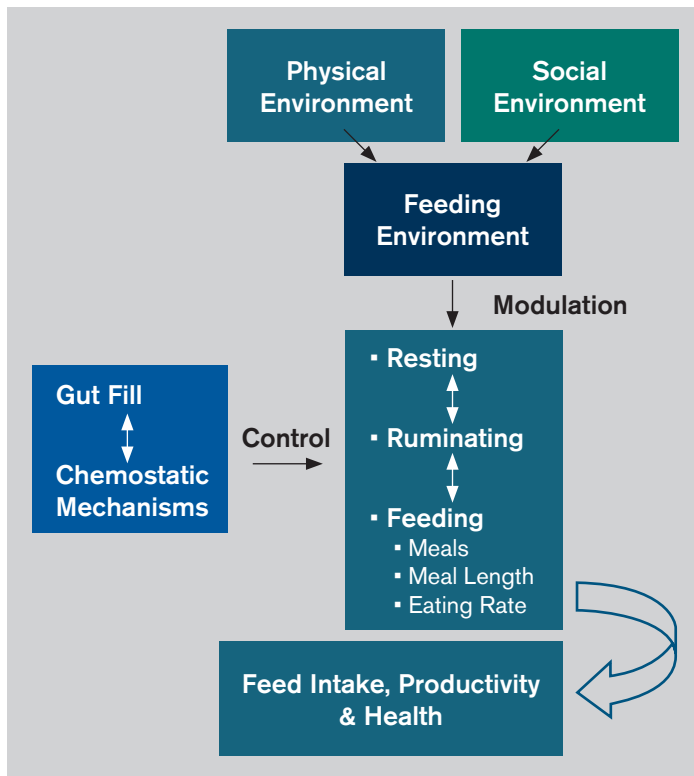 Physical
Environment
Social
Environment
Feeding
Environment
Modulation
Gut Fill
Chemostatic
Mechanisms
Control
▪ Resting
▪ Ruminating
▪ Feeding
▪ Meals
▪ Meal Length
▪ Eating Rate
Feed Intake, Productivity
& Health